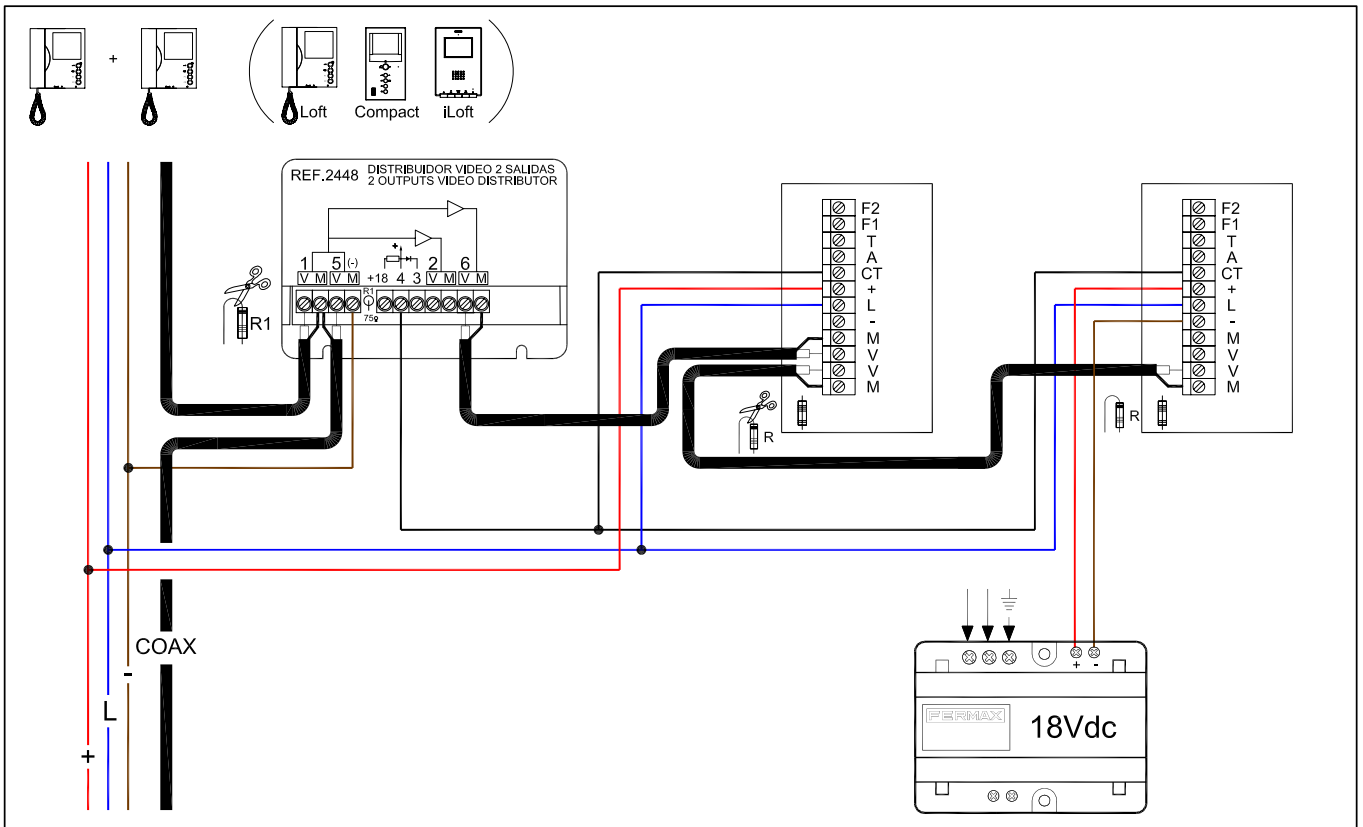 +
Loft Compact iLoft
REF.2448 DISTRIBUIDOR VIDEO 2 SALIDAS
2 OUTPUTS VIDEO DISTRIBUTOR
+
1 5 (-) +18 4 3 2 6
V M V M V M V M
R1
75Ω
R1
F2
F1
T
A
CT
+
L
-
M
V
V
M
R
F2
F1
T
A
CT
+
L
-
M
V
V
M
R
COAX
-
L
+
+ -
FERMAX
18Vdc